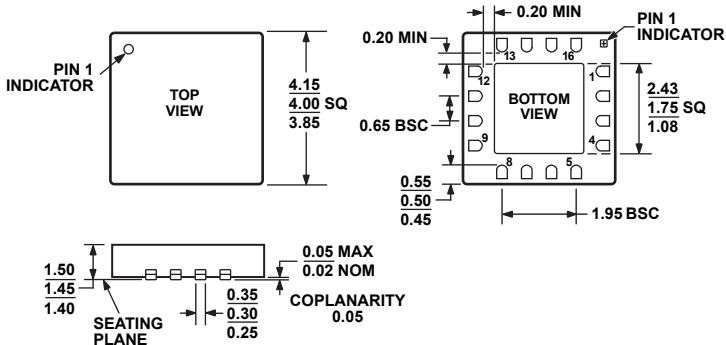 PIN 1
INDICATOR
TOP
VIEW
4.15
4.00 SQ
3.85
0.20 MIN
0.20 MIN
PIN 1
INDICATOR
13
16
12
1
BOTTOM
VIEW
2.43
1.75 SQ
1.08
0.65 BSC
9
4
8
5
0.55
0.50
0.45
1.95 BSC
1.50
1.45
1.40
SEATING
PLANE
0.35
0.30
0.25
0.05 MAX
0.02 NOM
COPLANARITY
0.05